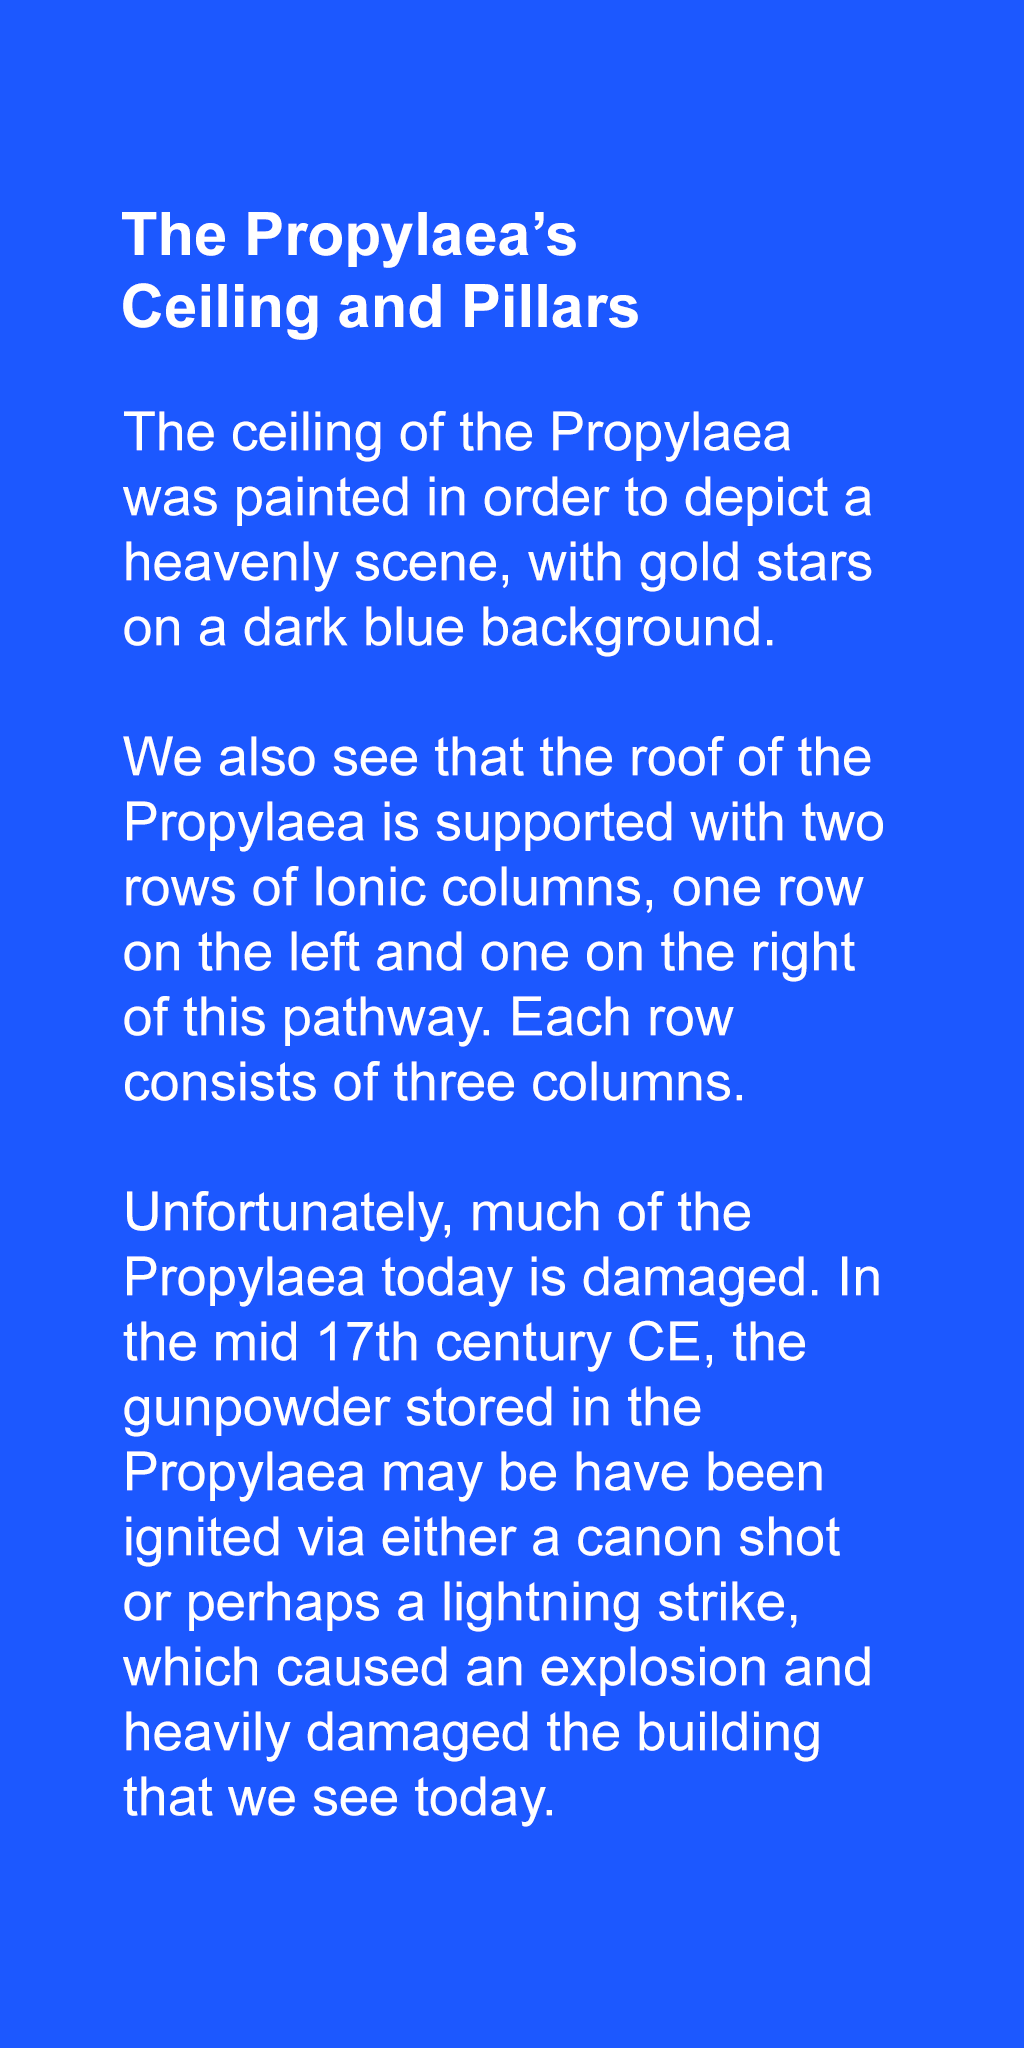 The Propylaea’s
Ceiling and Pillars
The ceiling of the Propylaea
was painted in order to depict a
heavenly scene, with gold stars
on a dark blue background.
We also see that the roof of the
Propylaea is supported with two
rows of Ionic columns, one row
on the left and one on the right
of this pathway. Each row
consists of three columns.
Unfortunately, much of the
Propylaea today is damaged. In
the mid 17th century CE, the
gunpowder stored in the
Propylaea may be have been
ignited via either a canon shot
or perhaps a lightning strike,
which caused an explosion and
heavily damaged the building
that we see today.